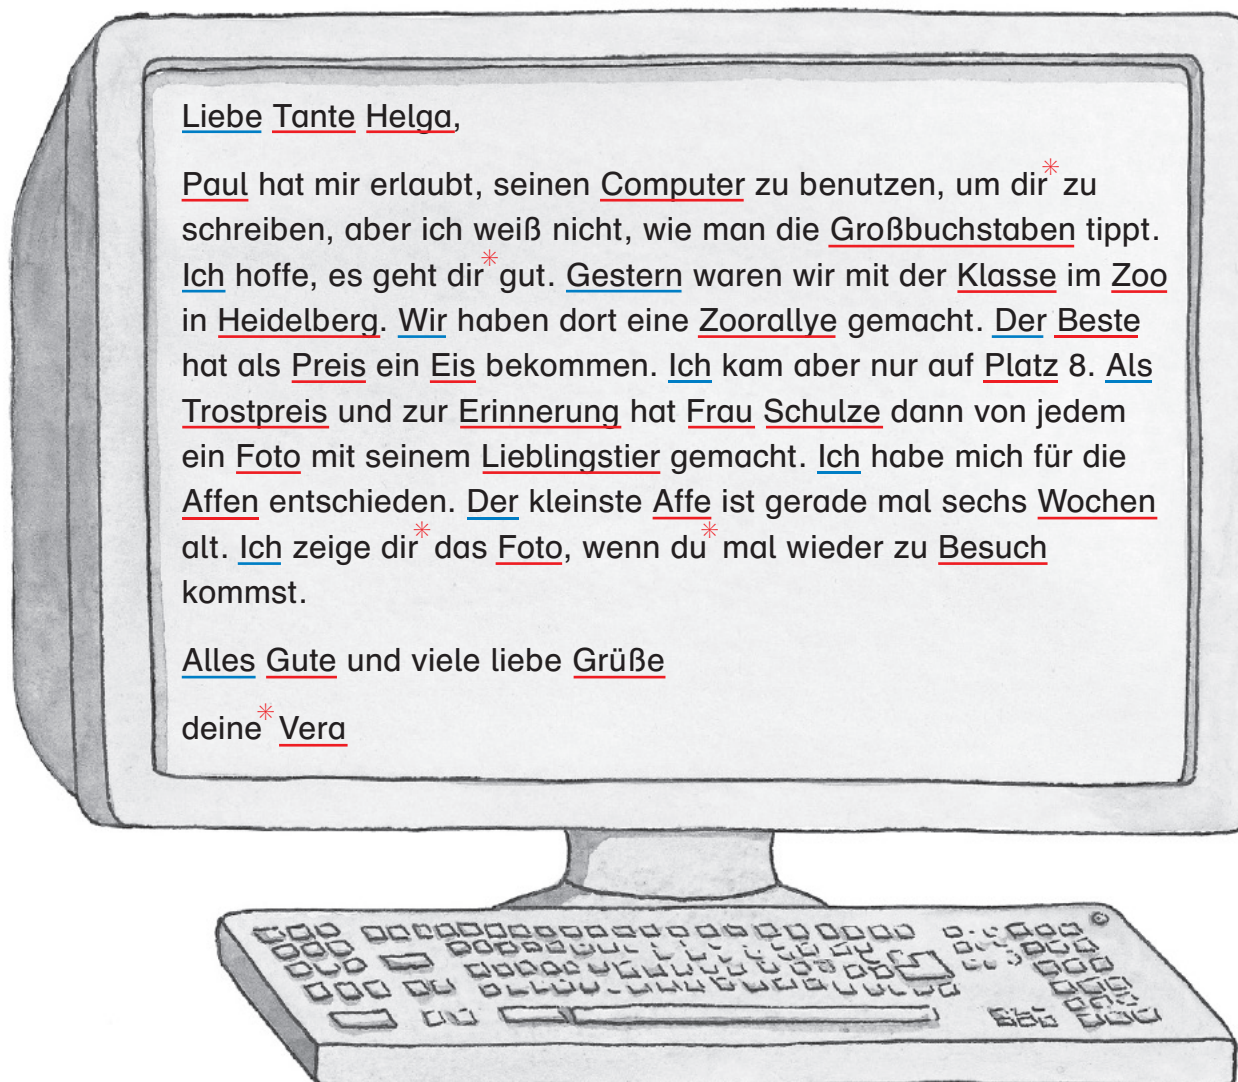 Liebe Tante Helga,
Paul hat mir erlaubt, seinen Computer zu benutzen, um dir* zu
schreiben, aber ich weiß nicht, wie man die Großbuchstaben tippt.
Ich hoffe, es geht dir* gut. Gestern waren wir mit der Klasse im Zoo
in Heidelberg. Wir haben dort eine Zoorallye gemacht. Der Beste
hat als Preis ein Eis bekommen. Ich kam aber nur auf Platz 8. Als
Trostpreis und zur Erinnerung hat Frau Schulze dann von jedem
ein Foto mit seinem Lieblingstier gemacht. Ich habe mich für die
Affen entschieden. Der kleinste Affe ist gerade mal sechs Wochen
alt. Ich zeige dir* das Foto, wenn du* mal wieder zu Besuch
kommst.
Alles Gute und viele liebe Grüße
deine* Vera